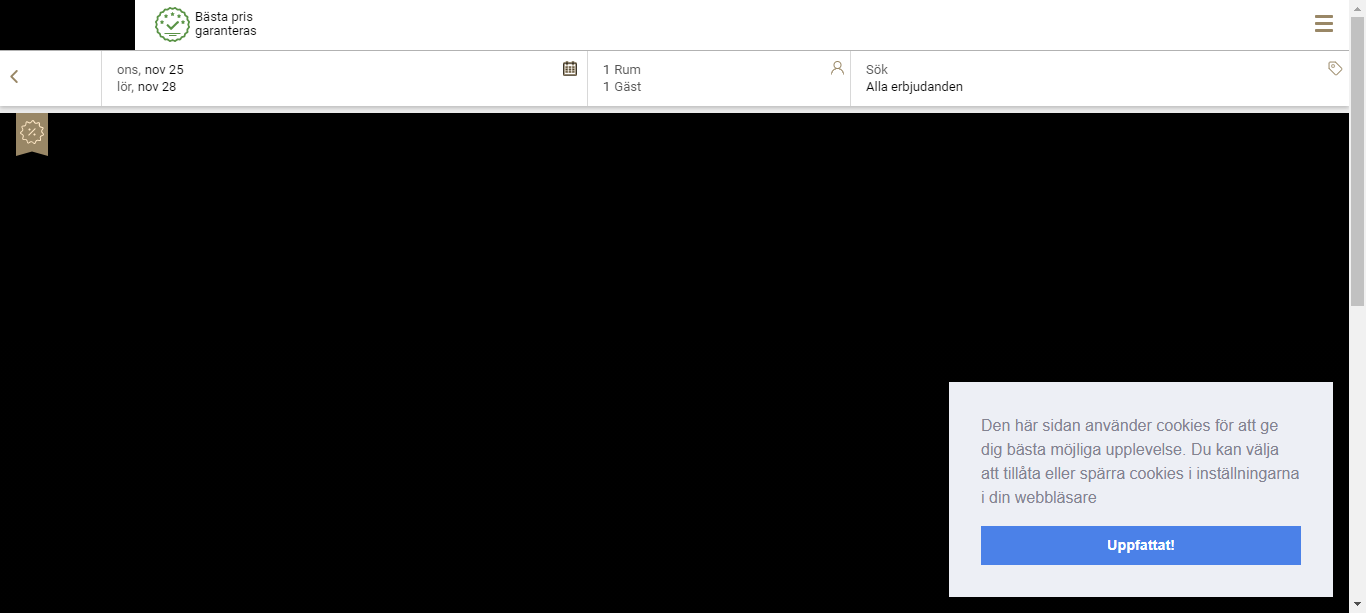 Bästa pris
garanteras
ons, nov 25
lör, nov 28
1 Rum
1 Gäst
Sök
Alla erbjudanden
Den här sidan använder cookies för att ge
dig bästa möjliga upplevelse. Du kan välja
att tillåta eller spärra cookies i inställningarna
i din webbläsare
Uppfattat!